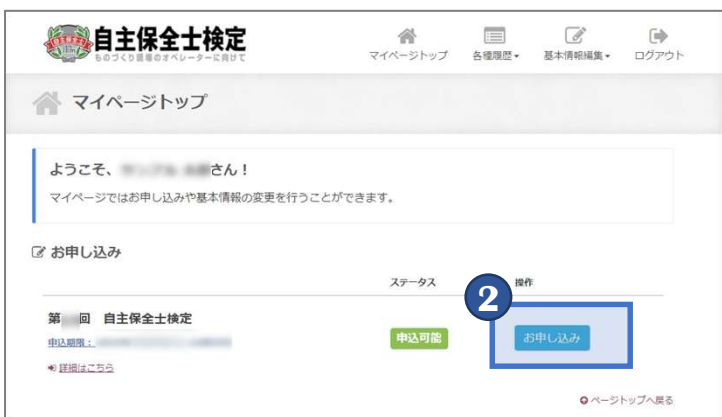 自主保全士検定
ものづくり現場のオペレーターに向けて
マイページトップ
各種履歴
基本情報編集
ログアウト
マイページトップ
ようこそ、 さん！
マイページではお申し込みや基本情報の変更を行うことができます。
お申し込み
ステータス 操作
2
第 回 自主保全士検定
申込可能
お申し込み
申込期限：
詳細はこちら
ページトップへ戻る